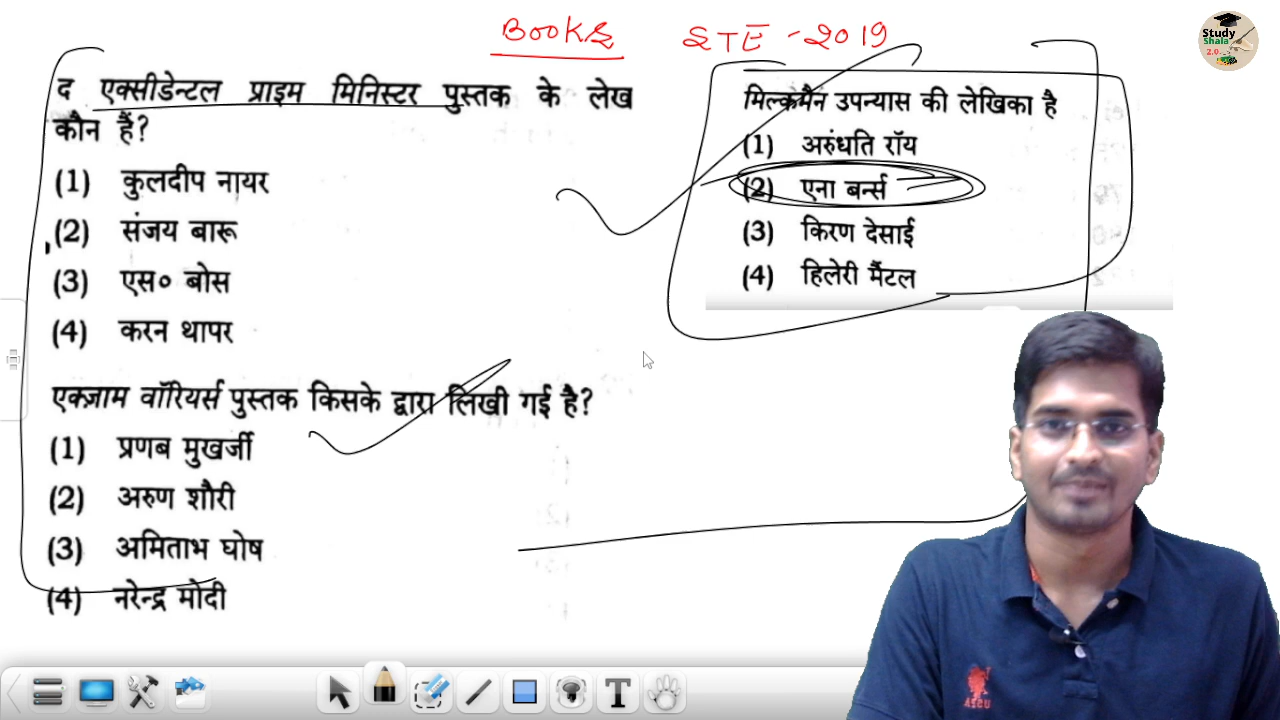 Books STE - 2019
Study
Shala
2.0
द एक्सीडेन्टल प्राइम मिनिस्टर पुस्तक के लेख
कौन हैं?
(1) कुलदीप नायर
(2) संजय बारू
(3) एस० बोस
(4) करन थापर
एक्ज़ाम वॉरियर्स पुस्तक किसके द्वारा लिखी गई है?
(1) प्रणब मुखर्जी
(2) अरुण शौरी
(3) अमिताभ घोष
(4) नरेन्द्र मोदी
मिल्कमैन उपन्यास की लेखिका है
(1) अरुंधति रॉय
(2) एना बर्न्स
(3) किरण देसाई
(4) हिलेरी मैंटल
T